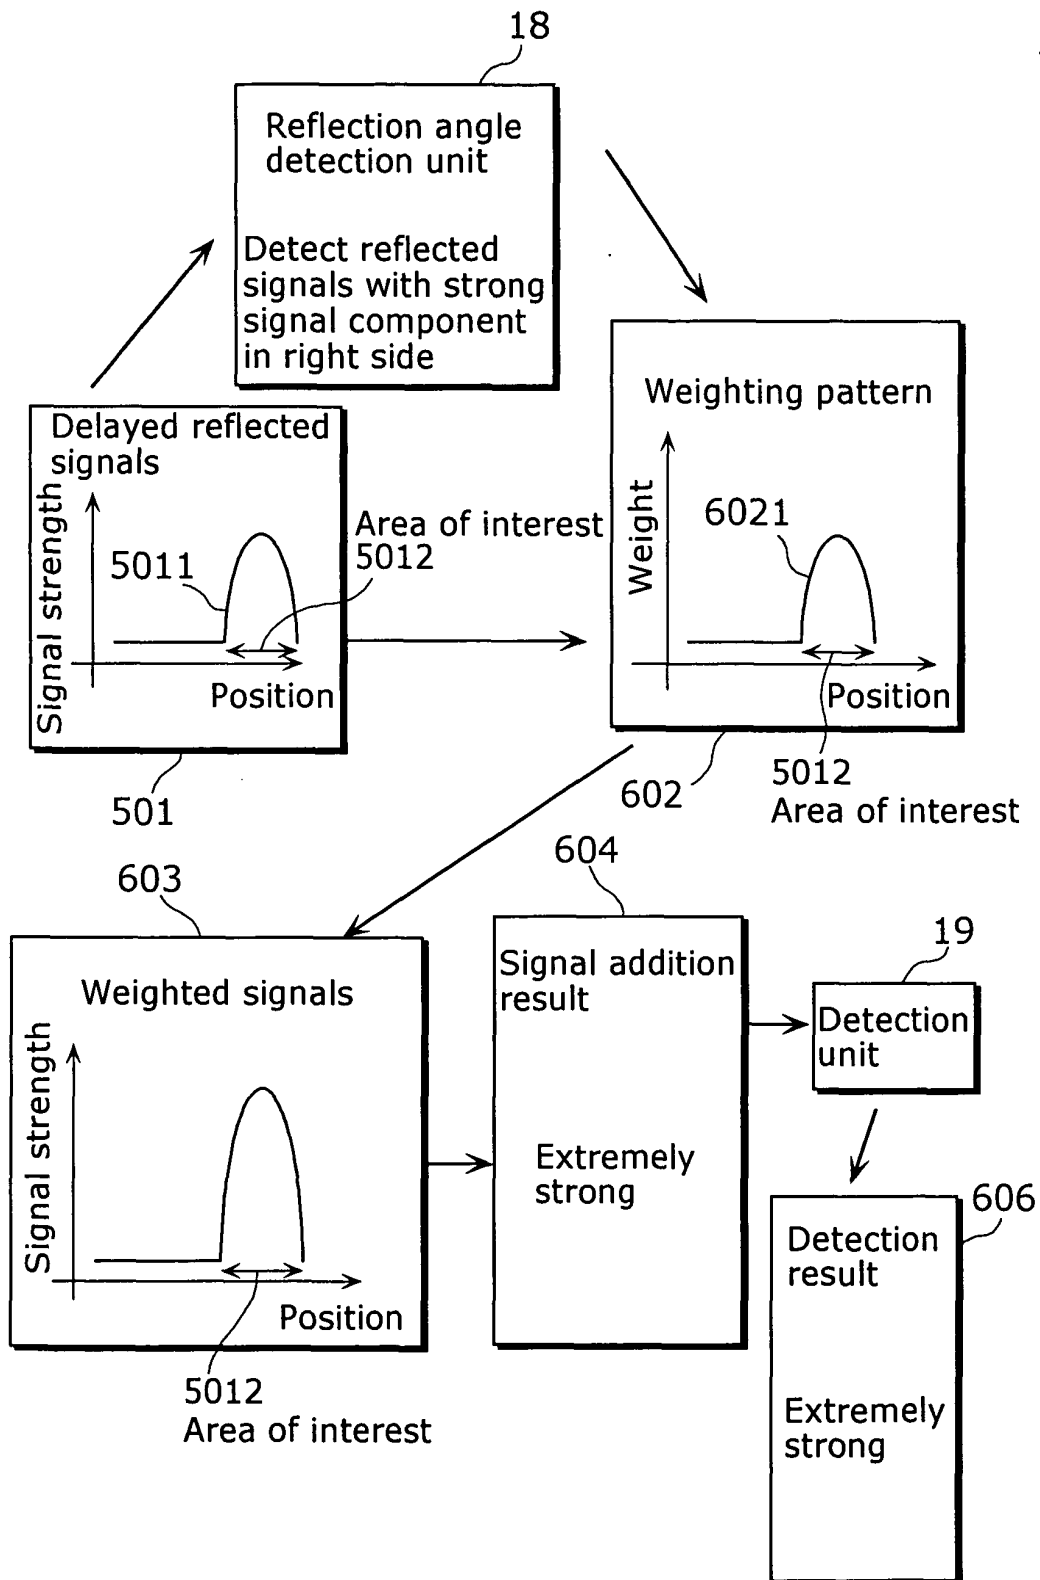 18
Reflection angle
detection unit
Detect reflected
signals with strong
signal component
in right side
Delayed reflected
signals
Signal strength
5011
Position
Area of interest
5012
501
Weighting pattern
Weight
6021
Position
602
5012
Area of interest
603
Weighted signals
Signal strength
Position
5012
Area of interest
604
Signal addition
result
Extremely
strong
19
Detection
unit
606
Detection
result
Extremely
strong